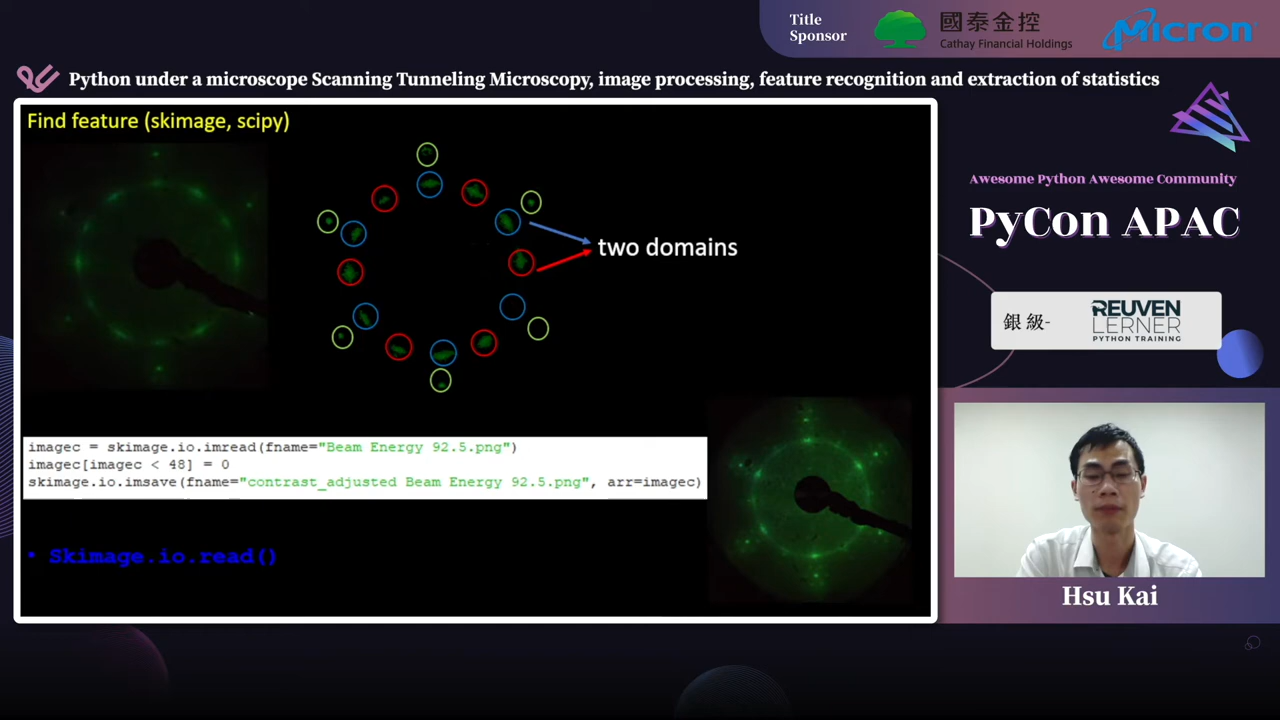 Title
Sponsor
國泰金控
Cathay Financial Holdings
Micron
Python under a microscope Scanning Tunneling Microscopy, image processing, feature recognition and extraction of statistics
Find feature (skimage, scipy)
two domains
imagec = skimage.io.imread(fname="Beam Energy 92.5.png")
imagec[imagec < 48] = 0
skimage.io.imsave(fname="contrast_adjusted Beam Energy 92.5.png", arr=imagec)
• Skimage.io.read()
Awesome Python Awesome Community
PyCon APAC
銀級-
REUVEN
LERNER
PYTHON TRAINING
Hsu Kai